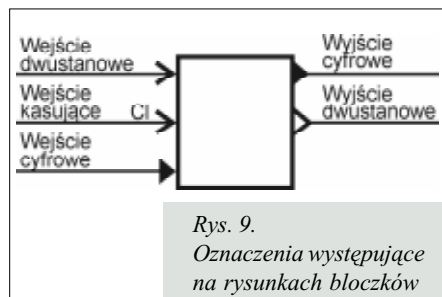 Wejście
dwustanowe
Wejście
kasujące Cl
Wejście
cyfrowe
Wyjście
cyfrowe
Wyjście
dwustanowe
Rys. 9.
Oznaczenia występujące
na rysunkach bloczków